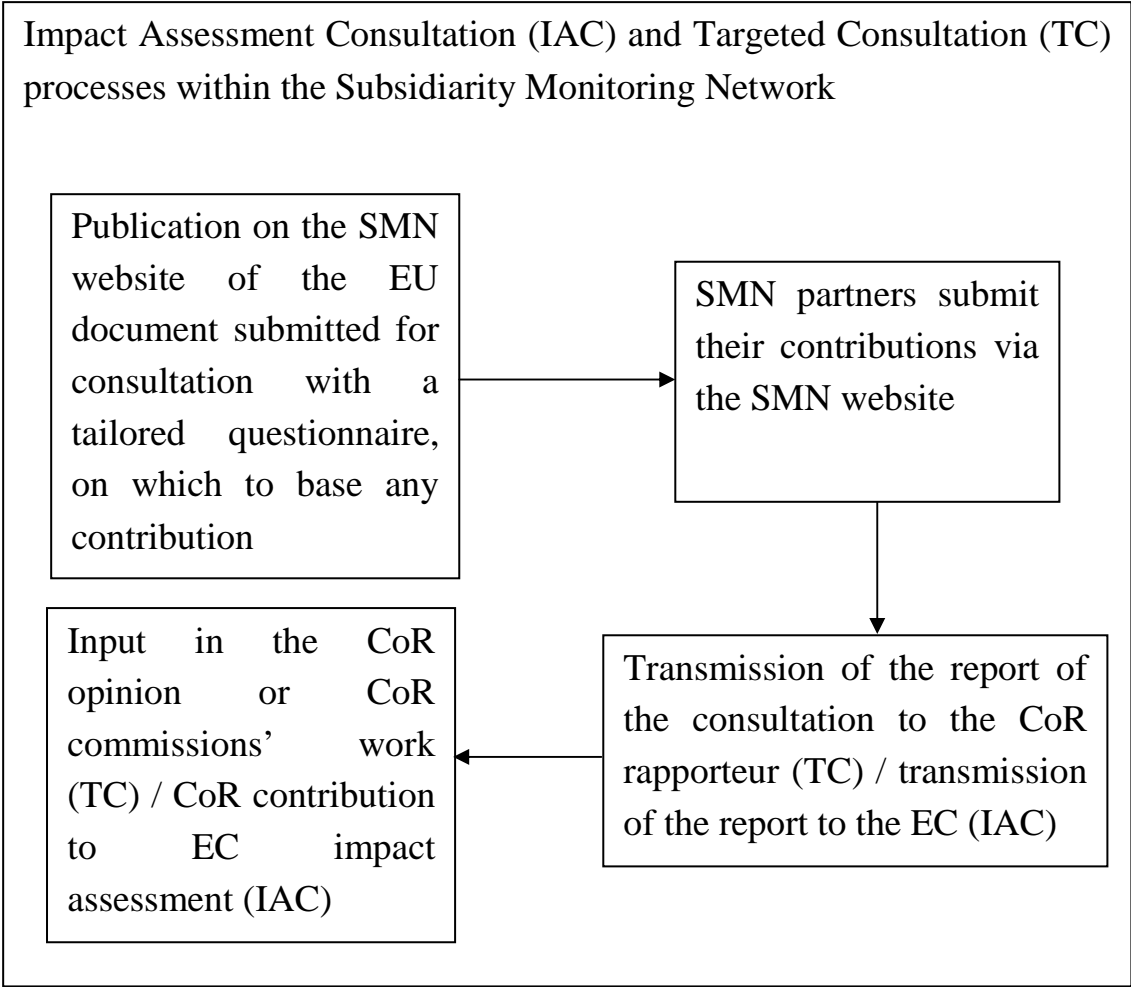 Impact Assessment Consultation (IAC) and Targeted Consultation (TC)
processes within the Subsidiarity Monitoring Network
Publication on the SMN
website of the EU
document submitted for
consultation with a
tailored questionnaire,
on which to base any
contribution
SMN partners submit
their contributions via
the SMN website
Transmission of the report of
the consultation to the CoR
rapporteur (TC) / transmission
of the report to the EC (IAC)
Input in the CoR
opinion or CoR
commissions’ work
(TC) / CoR contribution
to EC impact
assessment (IAC)